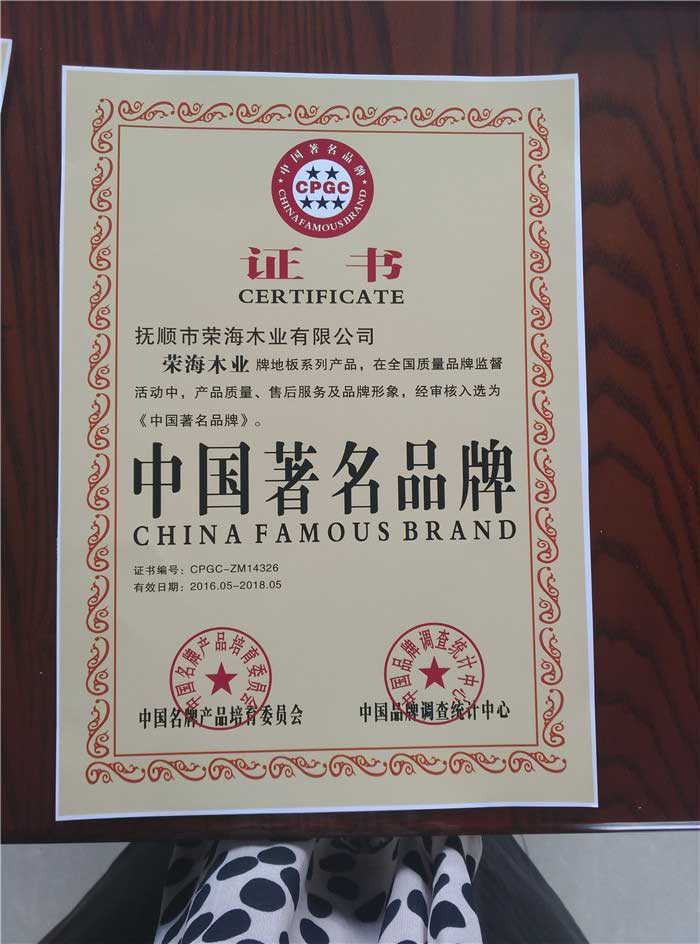 中国著名品牌
CPGC
CHINA FAMOUS BRAND
证 书
CERTIFICATE
抚顺市荣海木业有限公司
荣海木业 牌地板系列产品，在全国质量品牌监督
活动中，产品质量、售后服务及品牌形象，经审核入选为
《中国著名品牌》。
中国著名品牌
CHINA FAMOUS BRAND
证书编号：CPGC-ZM14326
有效日期：2016.05-2018.05
中国名牌产品培育委员会
中国品牌调查统计中心
中国名牌产品培育委员会
中国品牌调查统计中心